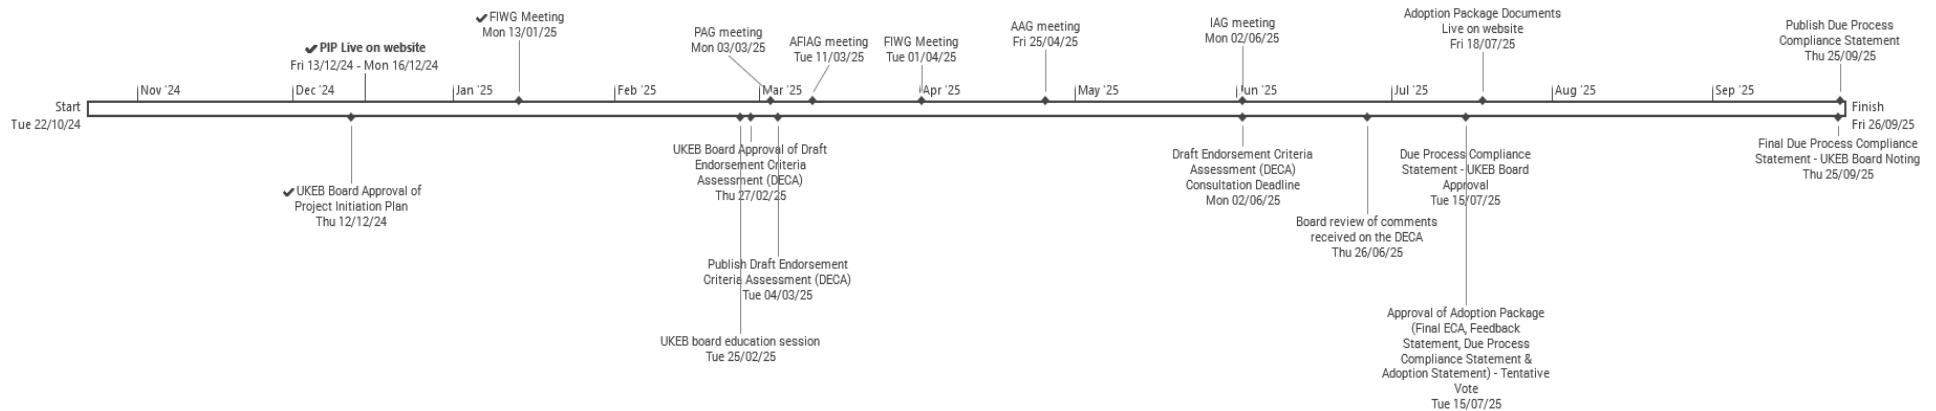 ✔PIP Live on website
Fri 13/12/24 - Mon 16/12/24
✔FIWG Meeting
Mon 13/01/25
PAG meeting
Mon 03/03/25
AFIAG meeting
Tue 11/03/25
FIWG Meeting
Tue 01/04/25
AAG meeting
Fri 25/04/25
IAG meeting
Mon 02/06/25
Adoption Package Documents
Live on website
Fri 18/07/25
Publish Due Process
Compliance Statement
Thu 25/09/25
Nov '24
Dec '24
Jan '25
Feb '25
Mar '25
Apr '25
May '25
Jun '25
Jul '25
Aug '25
Sep '25
Start
Tue 22/10/24
Finish
Fri 26/09/25
✔UKEB Board Approval of
Project Initiation Plan
Thu 12/12/24
UKEB Board Approval of Draft
Endorsement Criteria
Assessment (DECA)
Thu 27/02/25
Publish Draft Endorsement
Criteria Assessment (DECA)
Tue 04/03/25
UKEB board education session
Tue 25/02/25
Draft Endorsement Criteria
Assessment (DECA)
Consultation Deadline
Mon 02/06/25
Board review of comments
received on the DECA
Thu 26/06/25
Due Process Compliance
Statement - UKEB Board
Approval
Tue 15/07/25
Approval of Adoption Package
(Final ECA, Feedback
Statement, Due Process
Compliance Statement &
Adoption Statement) - Tentative
Vote
Tue 15/07/25
Final Due Process Compliance
Statement - UKEB Board Noting
Thu 25/09/25